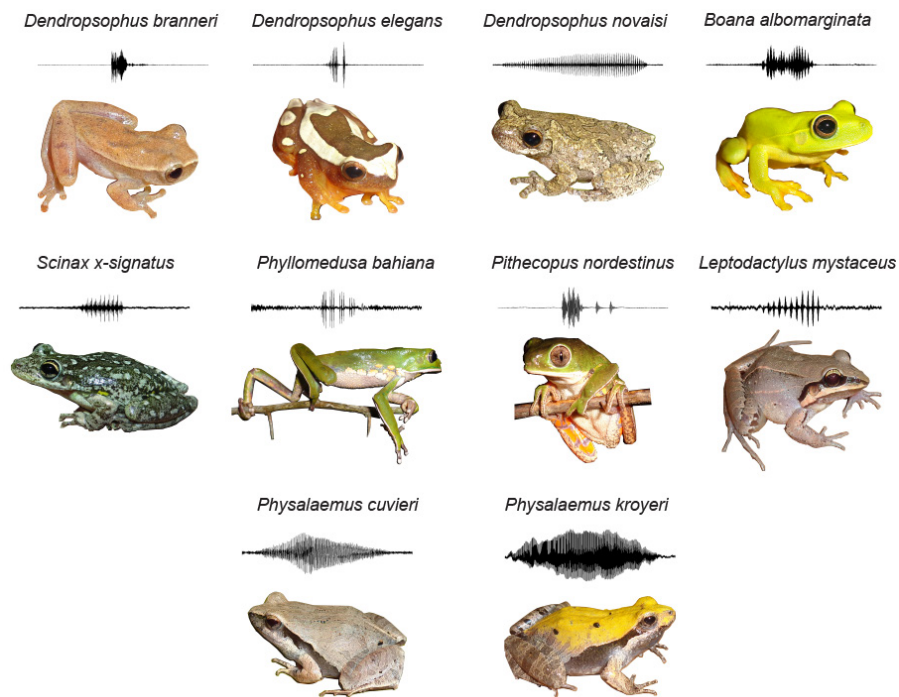 Dendropsophus branneri
Dendropsophus elegans
Dendropsophus novaisi
Boana albomarginata
Scinax x-signatus
Phyllomedusa bahiana
Pithecopus nordestinus
Leptodactylus mystaceus
Physalaemus cuvieri
Physalaemus kroyeri